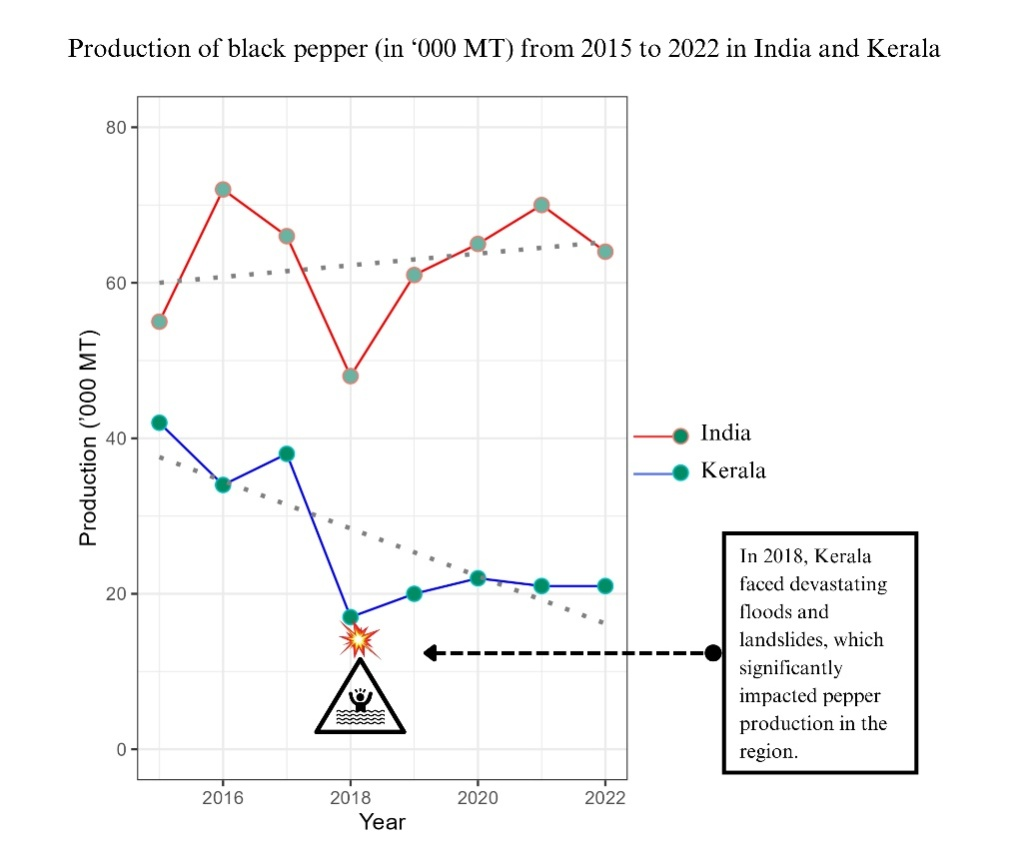 Production of black pepper (in ‘000 MT) from 2015 to 2022 in India and Kerala
80
60
40
20
0
Production ('000 MT)
2016 2018 2020 2022
Year
India
Kerala
In 2018, Kerala
faced devastating
floods and
landslides, which
significantly
impacted pepper
production in the
region.